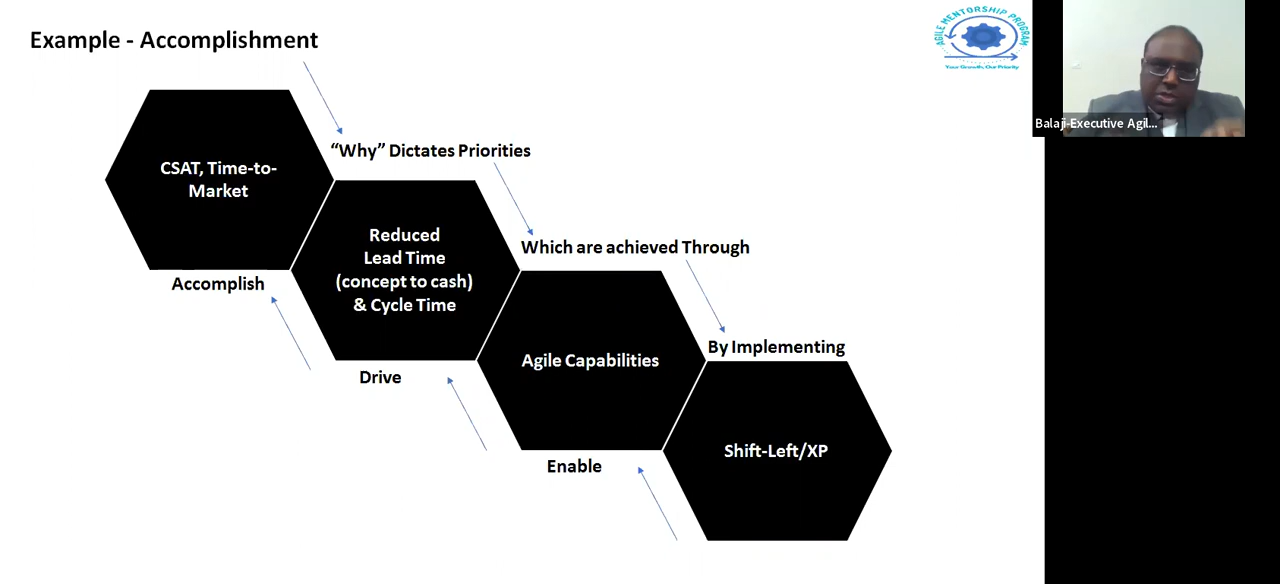 Example - Accomplishment
AGILE MENTORSHIP PROGRAM
Your Growth, Our Priority
Balaji-Executive Agil...
CSAT, Time-to-
Market
“Why” Dictates Priorities
Reduced
Lead Time
(concept to cash)
& Cycle Time
Which are achieved Through
Accomplish
Agile Capabilities
By Implementing
Drive
Shift-Left/XP
Enable